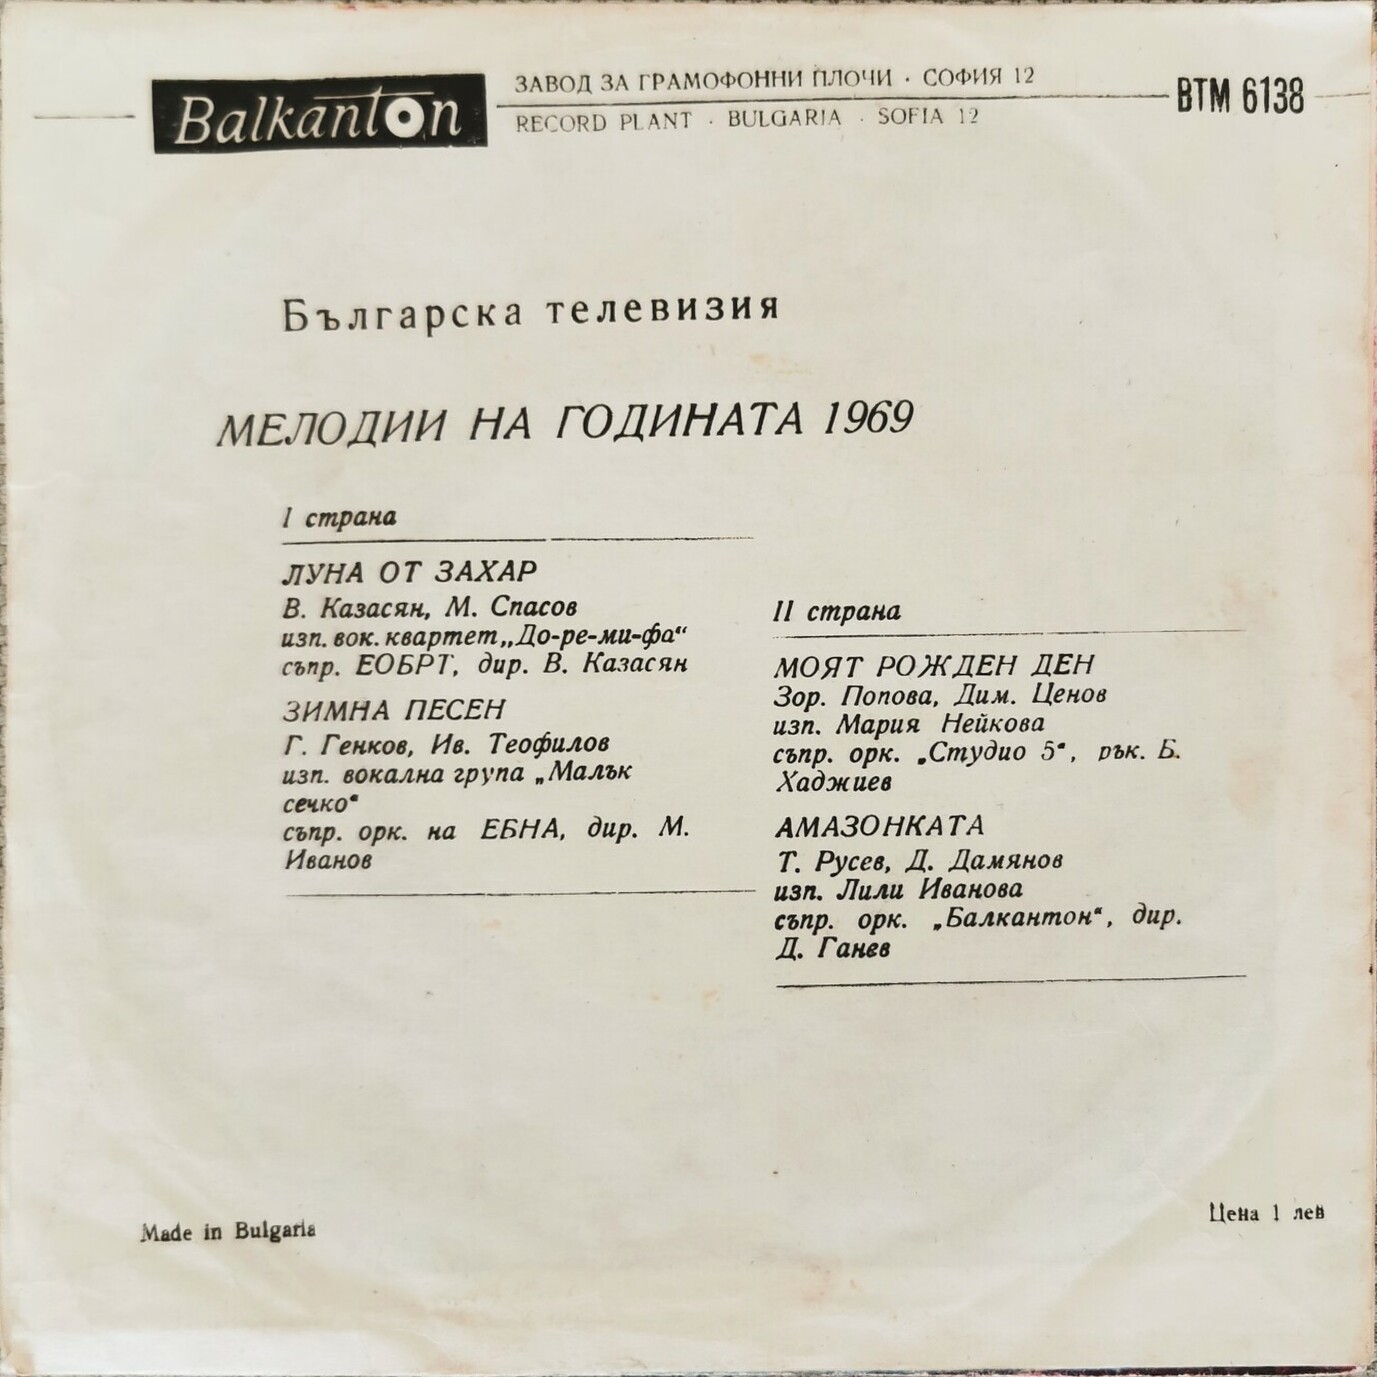 Balkanton
ЗАВОД ЗА ГРАМОФОННИ ПЛОЧИ · СОФИЯ 12
RECORD PLANT · BULGARIA · SOFIA 12
ВТМ 6138
Българска телевизия
МЕЛОДИИ НА ГОДИНАТА 1969
I страна
ЛУНА ОТ ЗАХАР
В. Казасян, М. Спасов
изп. вок. квартет „До-ре-ми-фа“
съпр. ЕОБРТ, дир. В. Казасян
ЗИМНА ПЕСЕН
Г. Генков, Ив. Теофилов
изп. вокална група „Малък
сечко“
съпр. орк. на ЕБНА, дир. М.
Иванов
II страна
МОЯТ РОЖДЕН ДЕН
Зор. Попова, Дим. Ценов
изп. Мария Нейкова
съпр. орк. „Студио 5“, рък. Б.
Хаджиев
АМАЗОНКАТА
Т. Русев, Д. Дамянов
изп. Лили Иванова
съпр. орк. „Балкантон“, дир.
Д. Ганев
Made in Bulgaria
Цена 1 лев